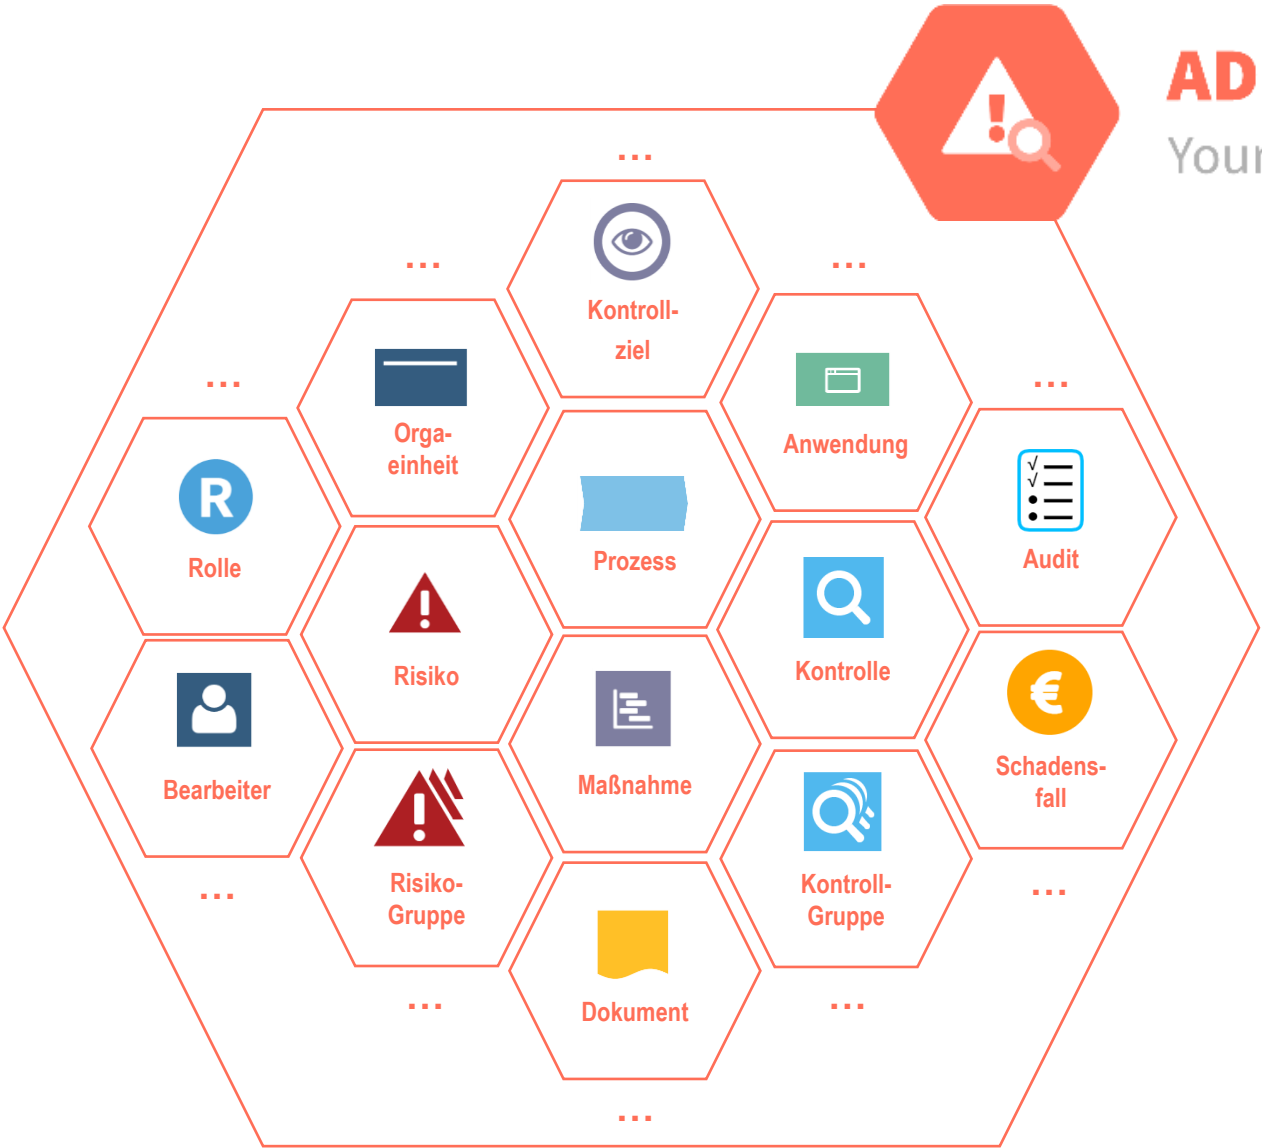 AD
Your
...
Kontroll-
ziel
...
...
Orga-
einheit
Anwendung
...
...
Rolle
R
Prozess
√
√
Audit
Risiko
Kontrolle
Bearbeiter
Maßnahme
€
Schadens-
fall
Risiko-
Gruppe
Kontroll-
Gruppe
...
...
Dokument
...
...
...